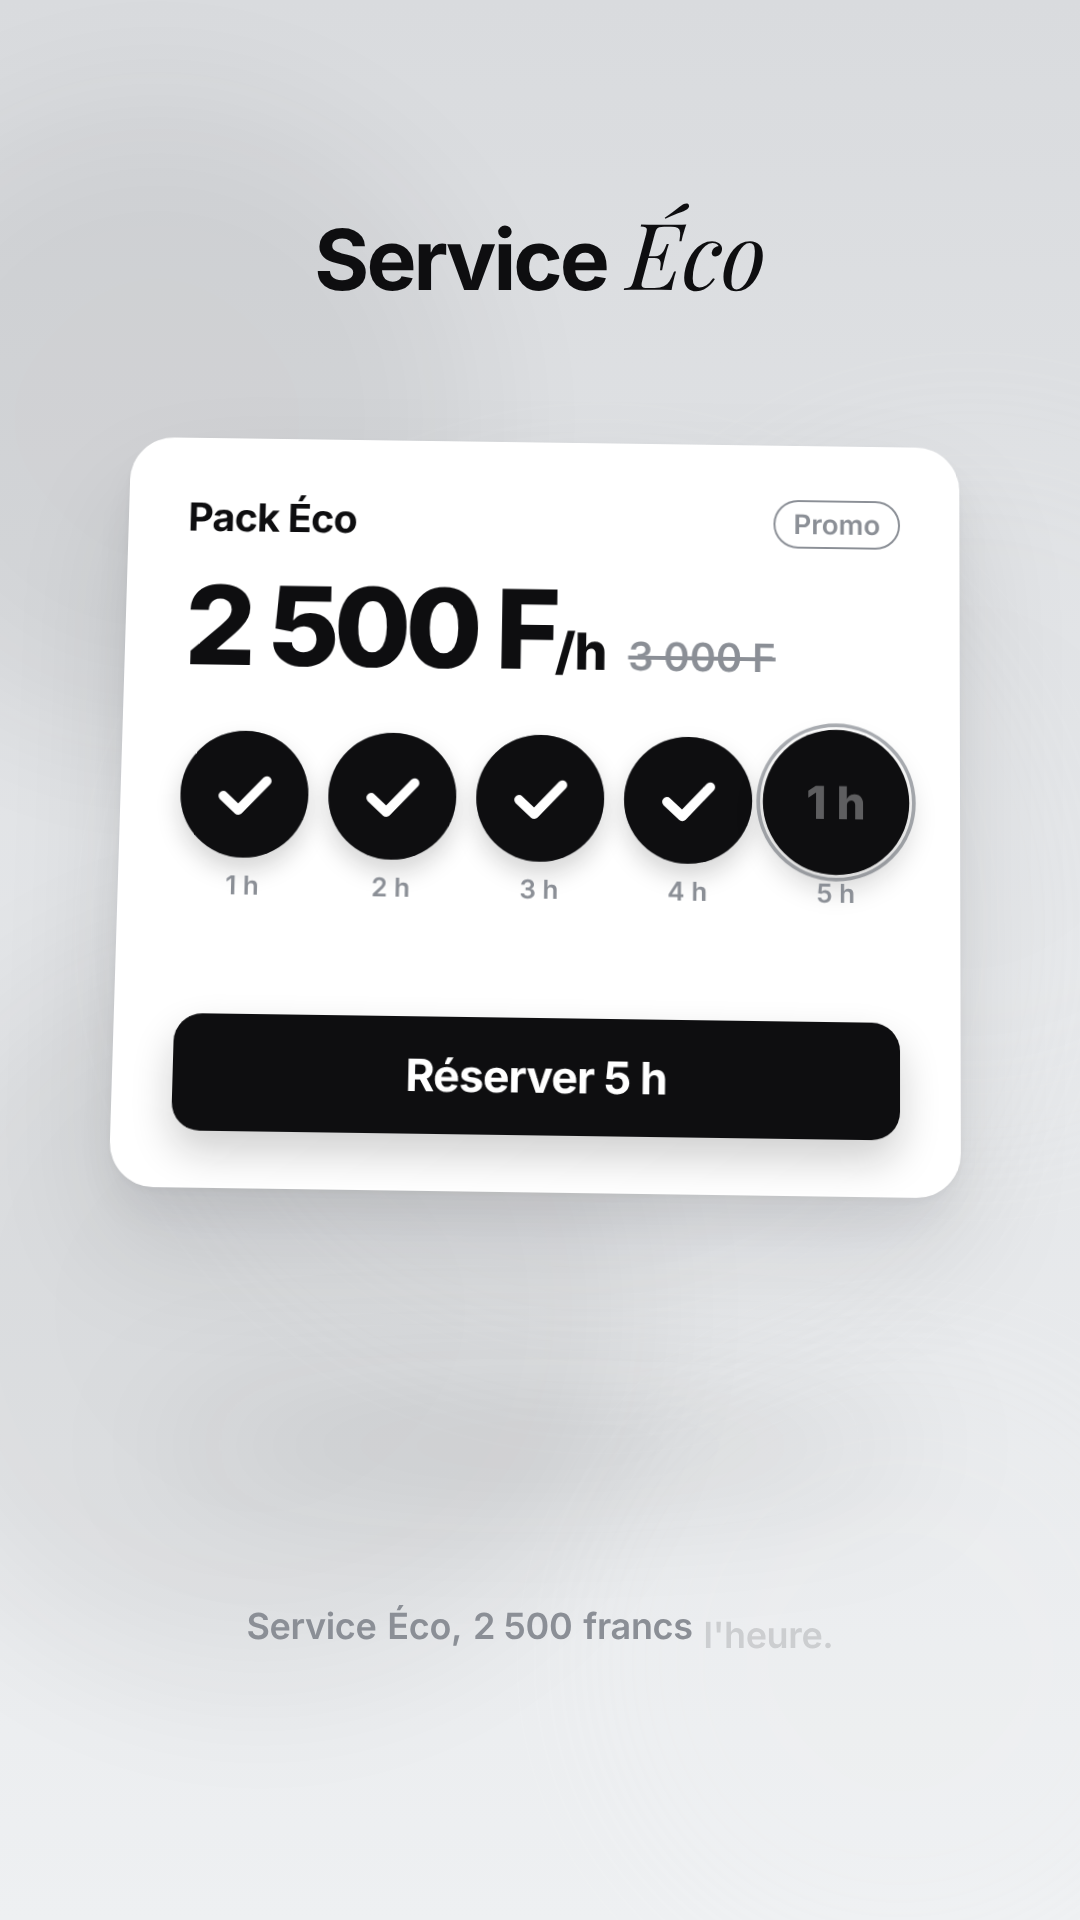 Service Éco
Pack Éco
Promo
2 500 F/h 3 000 F
1 h
1 h 2 h 3 h 4 h 5 h
Réserver 5 h
Service Éco, 2 500 francs l'heure.